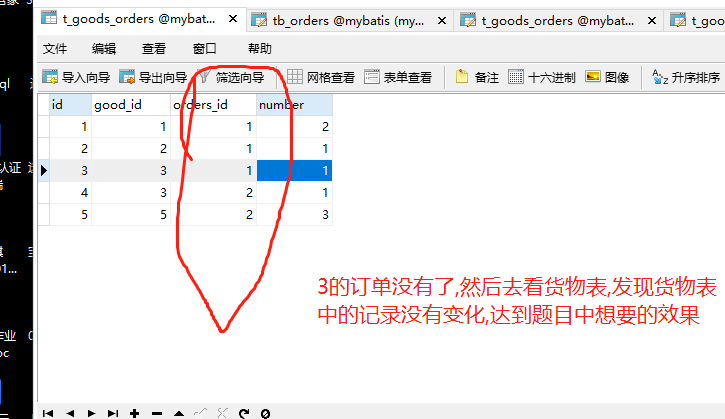 t_goods_orders @mybat... tb_orders @mybatis (my... t_goods_orders @mybat... t_good
文件 编辑 查看 窗口 帮助
导入向导 导出向导 筛选向导 网格查看 表单查看 备注 十六进制 图像 升序排序
id good_id orders_id number
1 1 1 2
2 2 1 1
3 3 1 1
4 3 2 1
5 5 2 3
ql
认证
01...
作业 (
oc
3的订单没有了,然后去看货物表,发现货物表
中的记录没有变化,达到题目中想要的效果